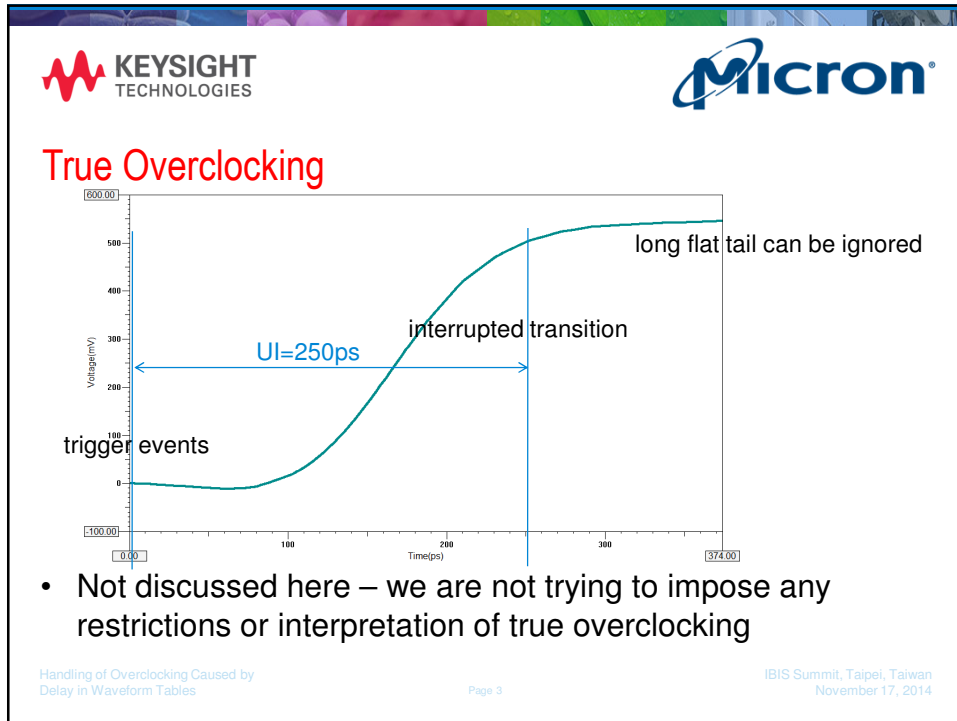 KEYSIGHT
TECHNOLOGIES
Micron
True Overclocking
600.00
500
400
300
200
100
0
-100.00
Voltage(mV)
long flat tail can be ignored
interrupted transition
UI=250ps
trigger events
0.00
100
200
300
374.00
Time(ps)
• Not discussed here – we are not trying to impose any
restrictions or interpretation of true overclocking
Handling of Overclocking Caused by
Delay in Waveform Tables
Page 3
IBIS Summit, Taipei, Taiwan
November 17, 2014